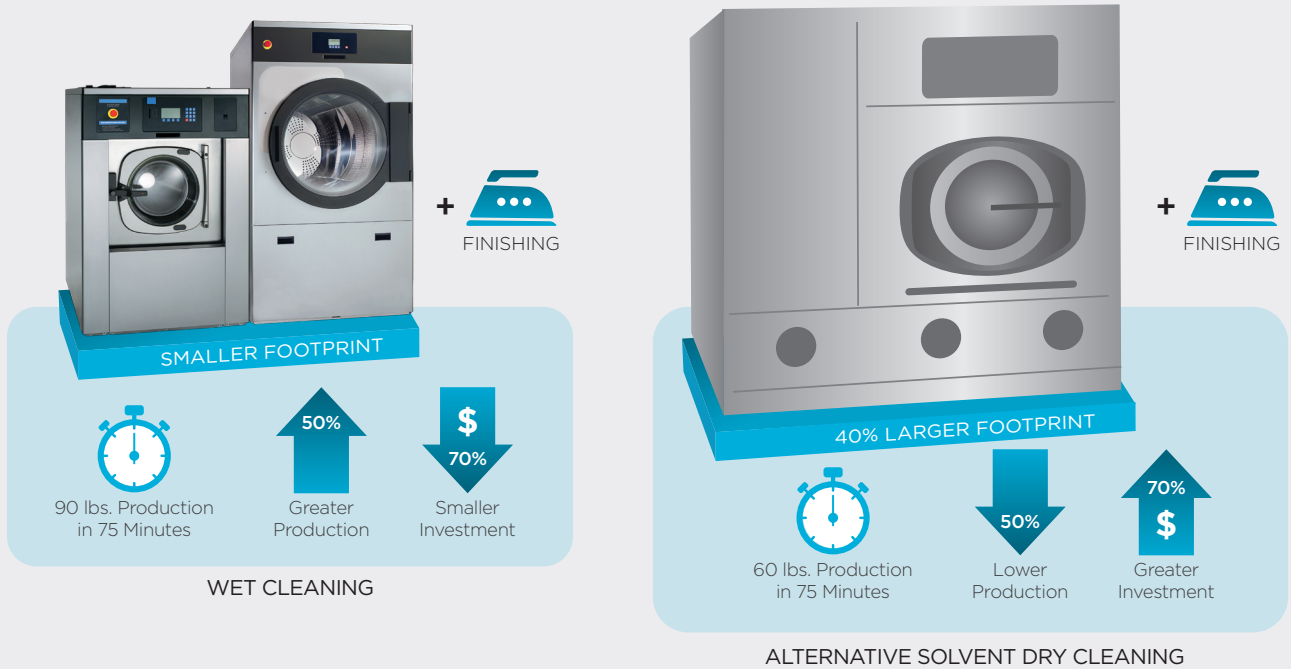 +
FINISHING
SMALLER FOOTPRINT
50%
$
70%
90 lbs. Production
in 75 Minutes
Greater
Production
Smaller
Investment
WET CLEANING
+
FINISHING
40% LARGER FOOTPRINT
50%
70%
$
60 lbs. Production
in 75 Minutes
Lower
Production
Greater
Investment
ALTERNATIVE SOLVENT DRY CLEANING